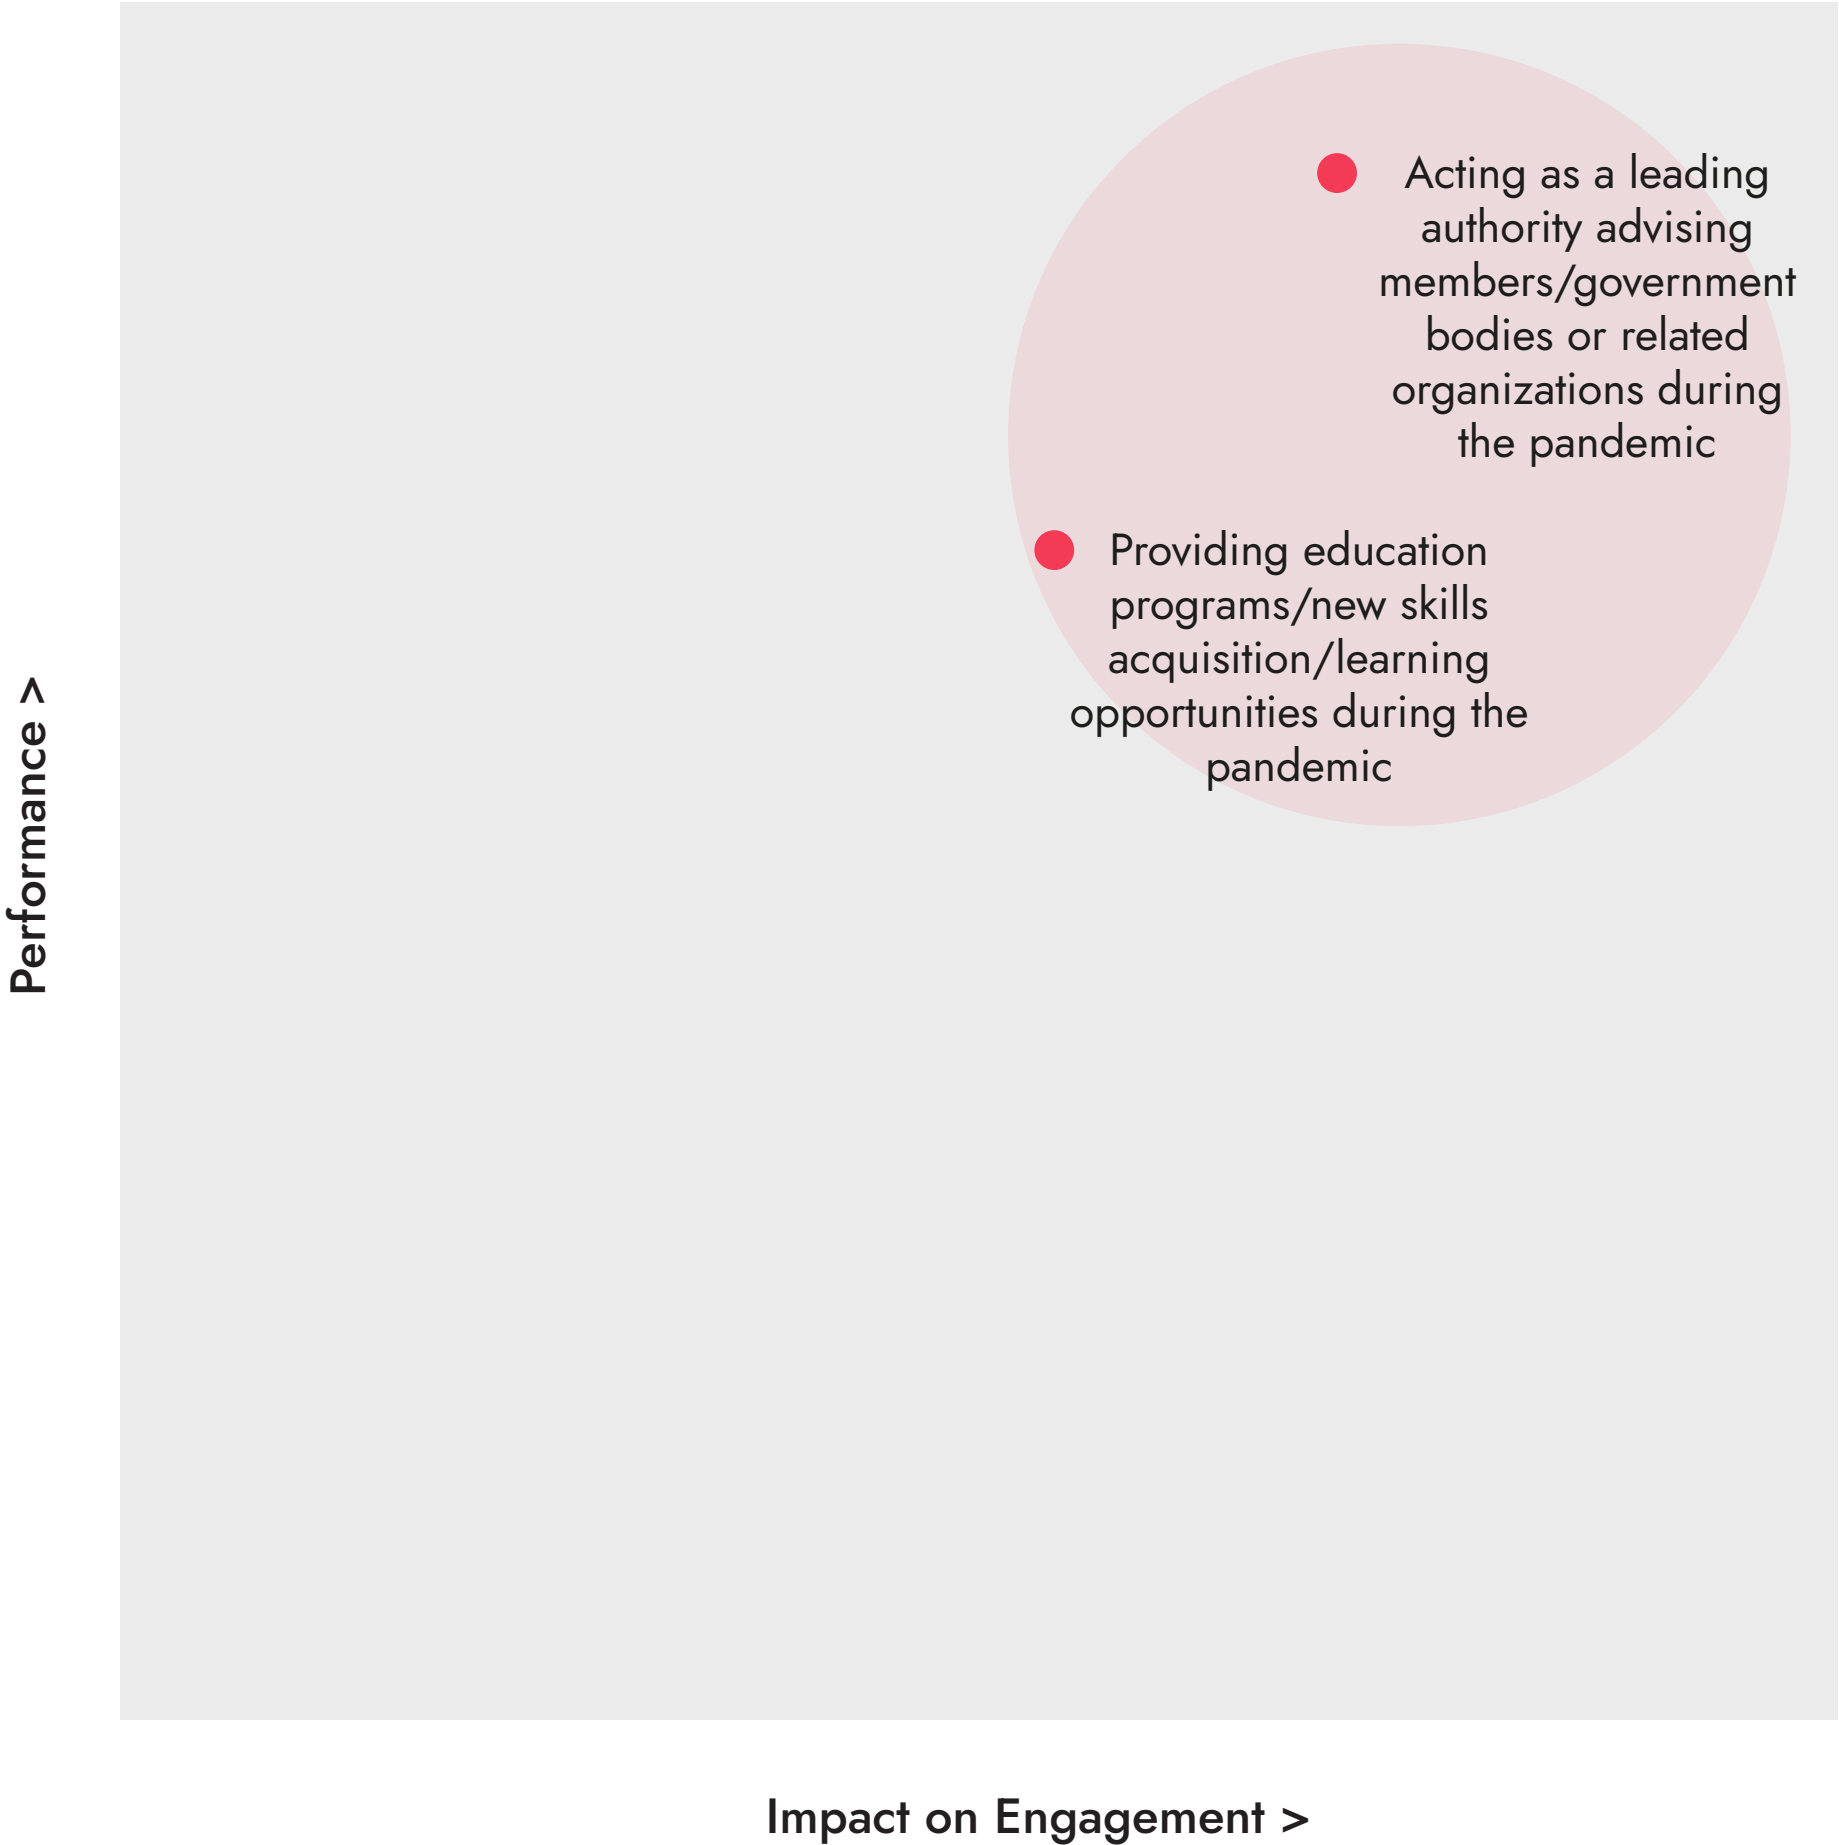 Acting as a leading
authority advising
members/government
bodies or related
organizations during
the pandemic
Providing education
programs/new skills
acquisition/learning
opportunities during the
pandemic
Performance >
Impact on Engagement >